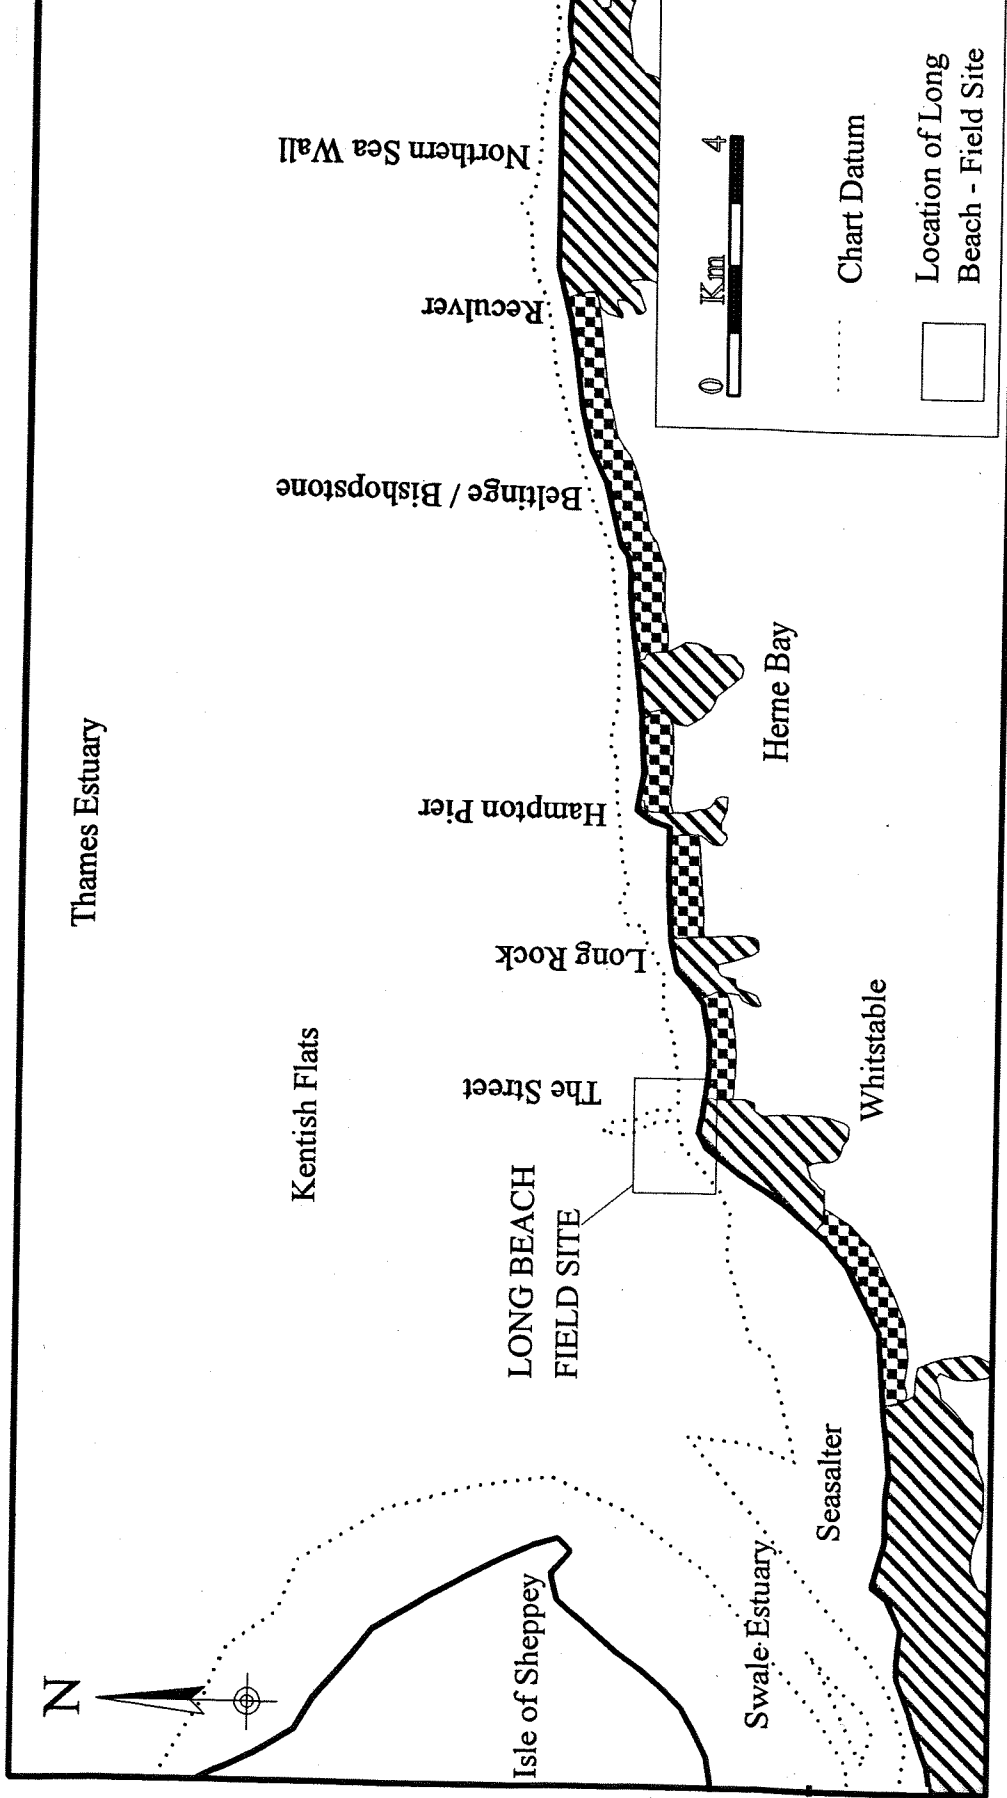 N
Thames Estuary
Kentish Flats
Isle of Sheppey
Swale Estuary
Seasalter
LONG BEACH
FIELD SITE
The Street
Whitstable
Long Rock
Hampton Pier
Herne Bay
Beltinge / Bishopstone
Reculver
Northern Sea Wall
0 Km 4
Chart Datum
Location of Long
Beach - Field Site